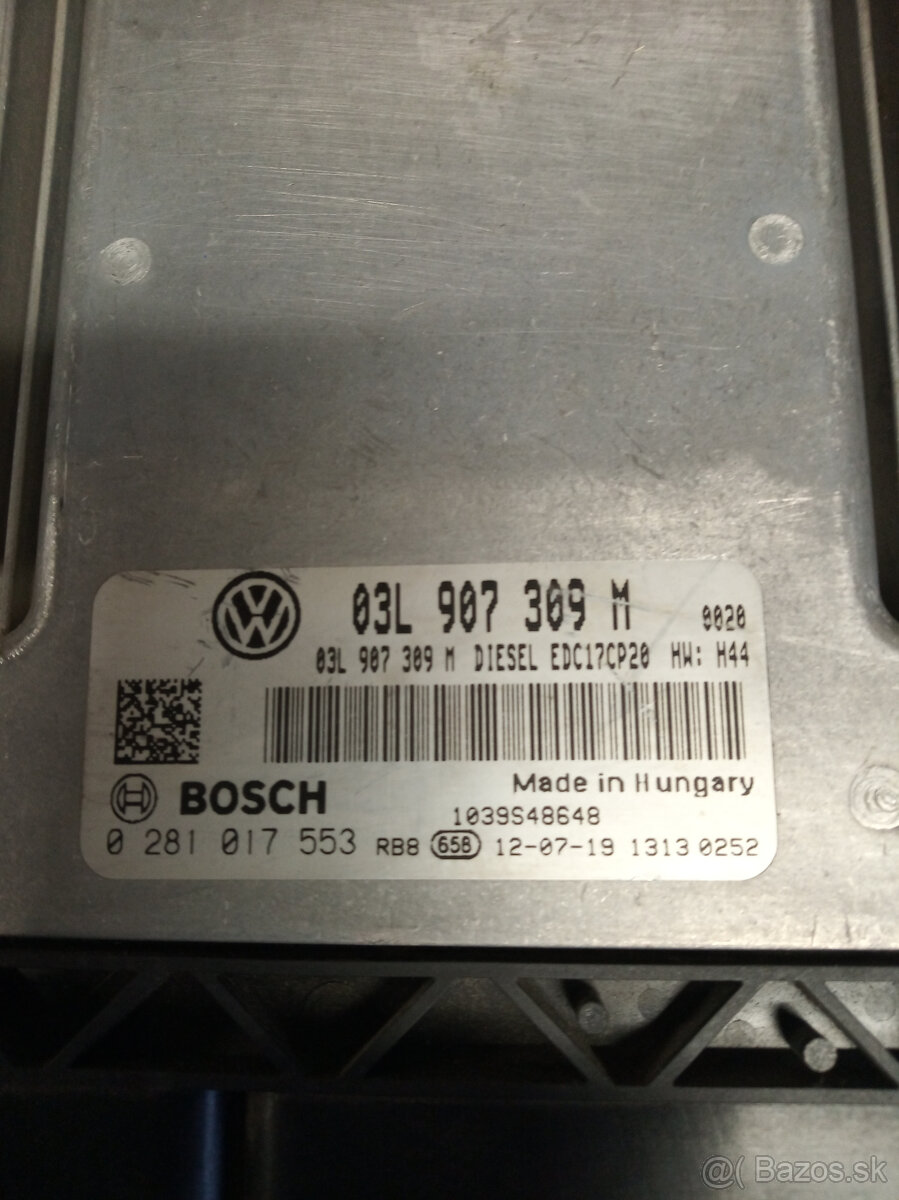 03L 907 309 M 0020
03L 907 309 M DIESEL EDC17CP20 HW: H44
BOSCH Made in Hungary
1039S48648
0 281 017 553 RB8 658 12-07-19 1313 0252
@( Bazos.sk